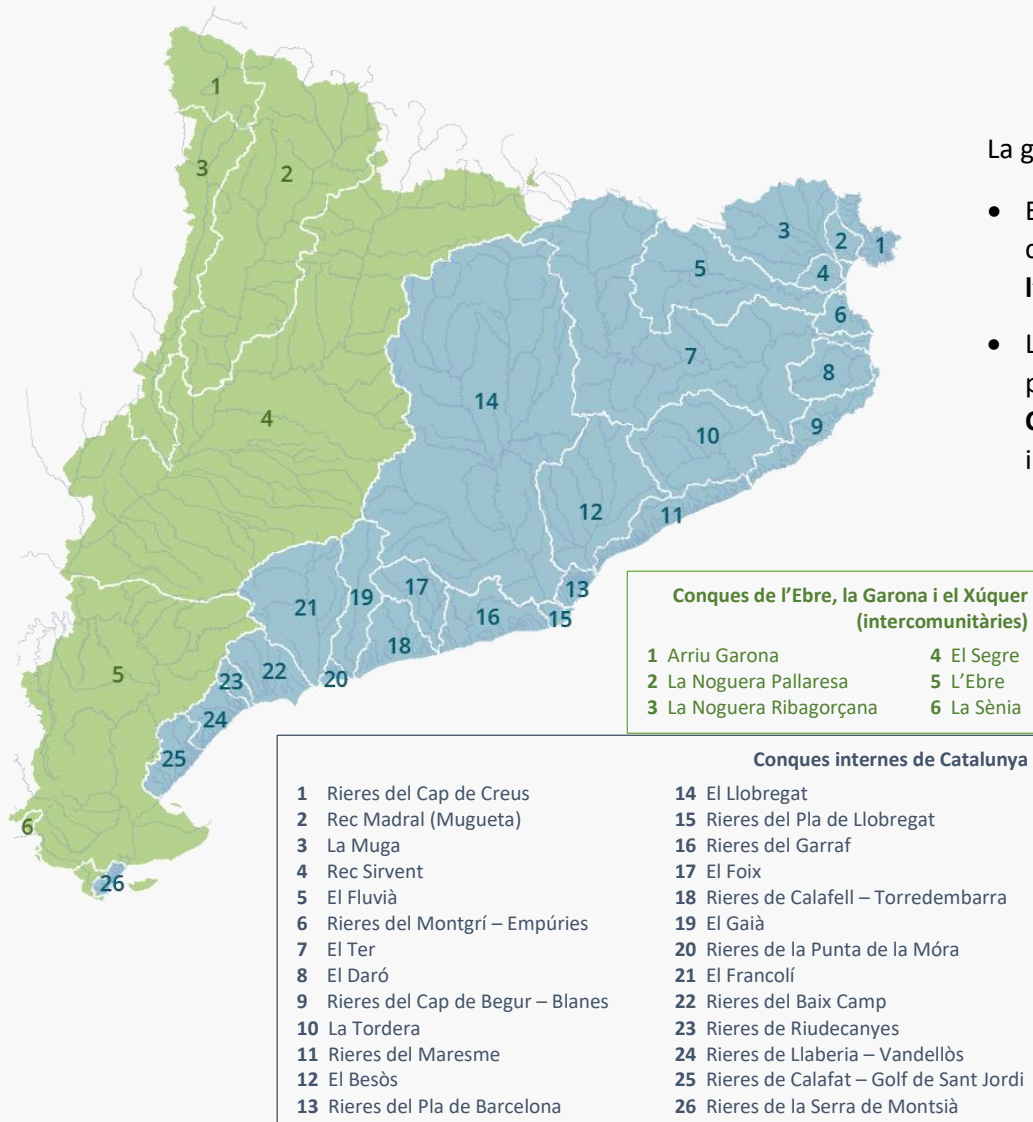 1
3
2
4
5
6
3
2
1
4
5
6
7
8
14
10
9
12
11
13
15
17
16
19
21
18
20
22
23
24
25
26
La g
•
•
Conques de l’Ebre, la Garona i el Xúquer
(intercomunitàries)
1 Arriu Garona
2 La Noguera Pallaresa
3 La Noguera Ribagorçana
4 El Segre
5 L’Ebre
6 La Sènia
Conques internes de Catalunya
1 Rieres del Cap de Creus
2 Rec Madral (Mugueta)
3 La Muga
4 Rec Sirvent
5 El Fluvià
6 Rieres del Montgrí – Empúries
7 El Ter
8 El Daró
9 Rieres del Cap de Begur – Blanes
10 La Tordera
11 Rieres del Maresme
12 El Besòs
13 Rieres del Pla de Barcelona
14 El Llobregat
15 Rieres del Pla de Llobregat
16 Rieres del Garraf
17 El Foix
18 Rieres de Calafell – Torredembarra
19 El Gaià
20 Rieres de la Punta de la Móra
21 El Francolí
22 Rieres del Baix Camp
23 Rieres de Riudecanyes
24 Rieres de Llaberia – Vandellòs
25 Rieres de Calafat – Golf de Sant Jordi
26 Rieres de la Serra de Montsià